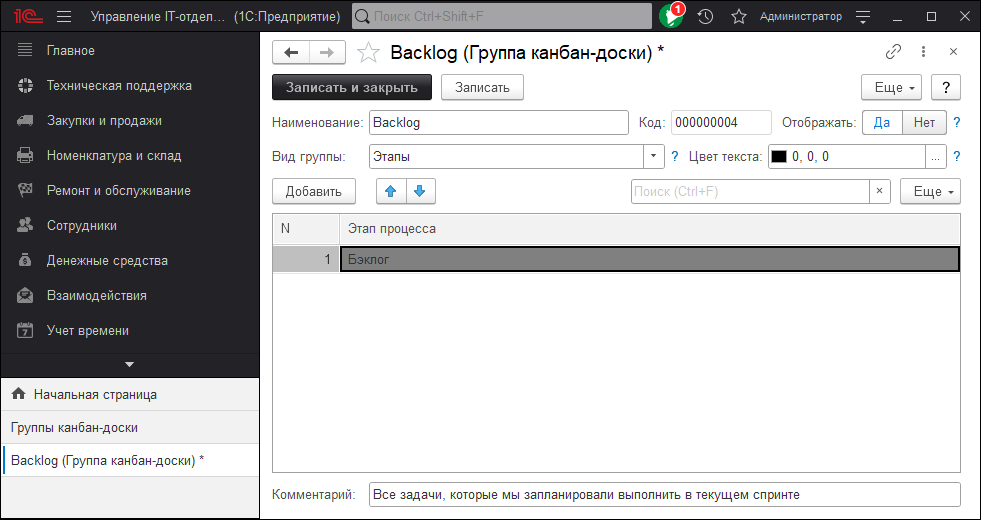 1С Управление IT-отдел... (1С:Предприятие) Поиск Ctrl+Shift+F 1 Администратор
Главное
Техническая поддержка
Закупки и продажи
Номенклатура и склад
Ремонт и обслуживание
Сотрудники
Денежные средства
Взаимодействия
7 Учет времени
Начальная страница
Группы канбан-доски
Backlog (Группа канбан-доски) *
Backlog (Группа канбан-доски) *
Записать и закрыть Записать Еще ?
Наименование: Backlog Код: 000000004 Отображать: Да Нет ?
Вид группы: Этапы ? Цвет текста: 0, 0, 0 ... ?
Добавить Поиск (Ctrl+F) × Еще
N Этап процесса
1 Бэклог
Комментарий: Все задачи, которые мы запланировали выполнить в текущем спринте